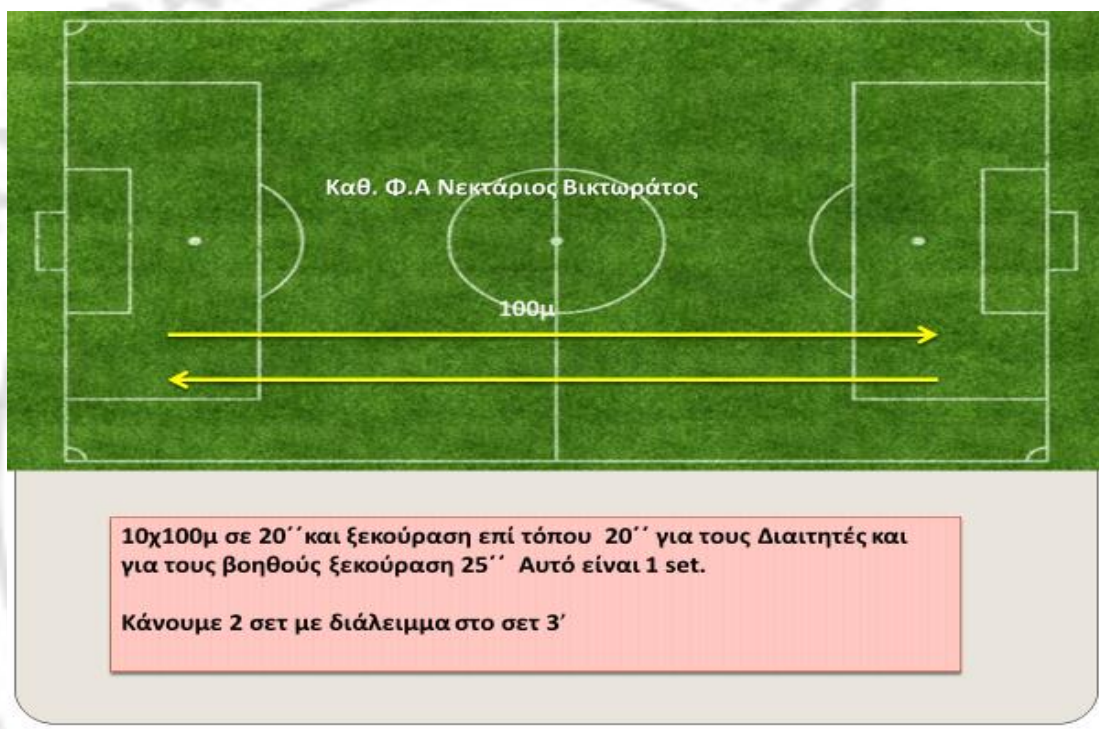 Καθ. Φ.Α Νεκτάριος Βικτωράτος
100μ
10χ100μ σε 20΄΄και ξεκούραση επί τόπου 20΄΄ για τους Διαιτητές και
για τους βοηθούς ξεκούραση 25΄΄ Αυτό είναι 1 set.
Κάνουμε 2 σετ με διάλειμμα στο σετ 3΄